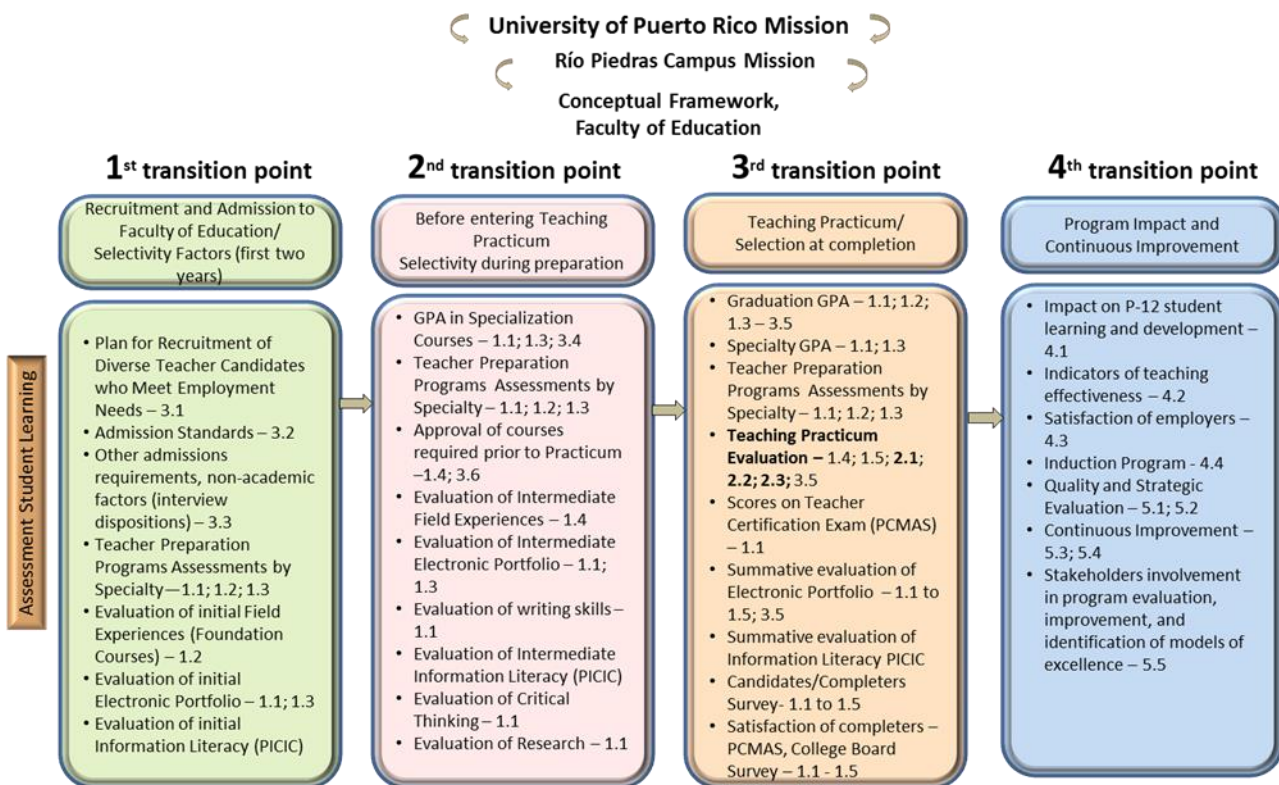 University of Puerto Rico Mission
Río Piedras Campus Mission
Conceptual Framework,
Faculty of Education
1st transition point
Recruitment and Admission to
Faculty of Education/
Selectivity Factors (first two
years)
• Plan for Recruitment of
Diverse Teacher Candidates
who Meet Employment
Needs – 3.1
• Admission Standards – 3.2
• Other admissions
requirements, non-academic
factors (interview
dispositions) – 3.3
• Teacher Preparation
Programs Assessments by
Specialty—1.1; 1.2; 1.3
• Evaluation of initial Field
Experiences (Foundation
Courses) – 1.2
• Evaluation of initial
Electronic Portfolio - 1.1; 1.3
• Evaluation of initial
Information Literacy (PICIC)
2nd transition point
Before entering Teaching
Practicum
Selectivity during preparation
• GPA in Specialization
Courses – 1.1; 1.3; 3.4
• Teacher Preparation
Programs Assessments by
Specialty – 1.1; 1.2; 1.3
• Approval of courses
required prior to Practicum
–1.4; 3.6
• Evaluation of Intermediate
Field Experiences – 1.4
• Evaluation of Intermediate
Electronic Portfolio – 1.1;
1.3
• Evaluation of writing skills –
1.1
• Evaluation of Intermediate
Information Literacy (PICIC)
• Evaluation of Critical
Thinking – 1.1
• Evaluation of Research – 1.1
3rd transition point
Teaching Practicum/
Selection at completion
• Graduation GPA – 1.1; 1.2;
1.3 – 3.5
• Specialty GPA – 1.1; 1.3
• Teacher Preparation
Programs Assessments by
Specialty – 1.1; 1.2; 1.3
• Teaching Practicum
Evaluation – 1.4; 1.5; 2.1;
2.2; 2.3; 3.5
• Scores on Teacher
Certification Exam (PCMAS)
– 1.1
• Summative evaluation of
Electronic Portfolio – 1.1 to
1.5; 3.5
• Summative evaluation of
Information Literacy PICIC
• Candidates/Completers
Survey- 1.1 to 1.5
• Satisfaction of completers –
PCMAS, College Board
Survey – 1.1 - 1.5
4th transition point
Program Impact and
Continuous Improvement
• Impact on P-12 student
learning and development –
4.1
• Indicators of teaching
effectiveness – 4.2
• Satisfaction of employers –
4.3
• Induction Program - 4.4
• Quality and Strategic
Evaluation – 5.1; 5.2
• Continuous Improvement –
5.3; 5.4
• Stakeholders involvement
in program evaluation,
improvement, and
identification of models of
excellence – 5.5
Assessment Student Learning